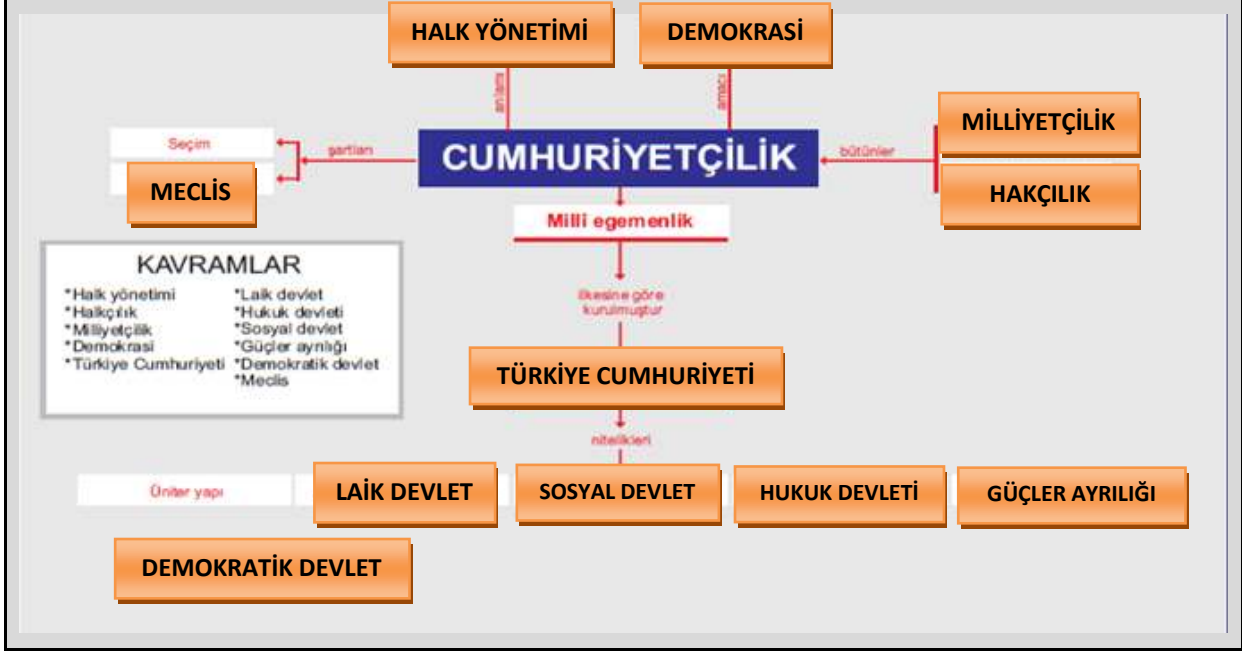 HALK YÖNETİMİ
DEMOKRASİ
anlamı
amacı
MİLLİYETÇİLİK
Seçim
şartları
CUMHURİYETÇİLİK
bütünler
MECLİS
HAKÇILIK
Milli egemenlik
KAVRAMLAR
*Halk yönetimi
*Halkçılık
*Milliyetçilik
*Demokrasi
*Türkiye Cumhuriyeti
*Laik devlet
*Hukuk devleti
*Sosyal devlet
*Güçler ayrılığı
*Demokratik devlet
*Meclis
ilkesine göre
kurulmuştur
TÜRKİYE CUMHURİYETİ
nitelikleri
Üniter yapı
LAİK DEVLET
SOSYAL DEVLET
HUKUK DEVLETİ
GÜÇLER AYRILIĞI
DEMOKRATİK DEVLET